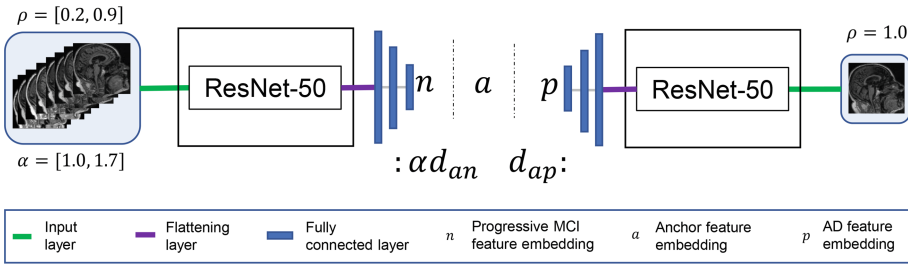 ρ = [0.2, 0.9]
ρ = 1.0
ResNet-50
n
a
p
ResNet-50
α = [1.0, 1.7]
: αd_an
d_ap:
Input layer
Flattening layer
Fully connected layer
n Progressive MCI feature embedding
a Anchor feature embedding
p AD feature embedding